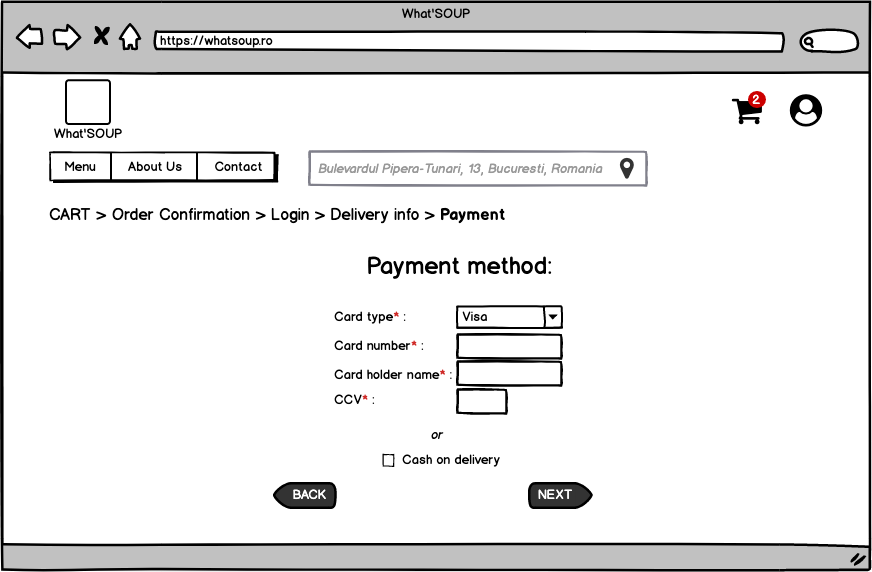 What'SOUP
https://whatsoup.ro
2
What'SOUP
Menu About Us Contact
Bulevardul Pipera-Tunari, 13, Bucuresti, Romania
CART > Order Confirmation > Login > Delivery info > Payment
Payment method:
Card type* : Visa
Card number* :
Card holder name* :
CCV* :
or
Cash on delivery
BACK NEXT